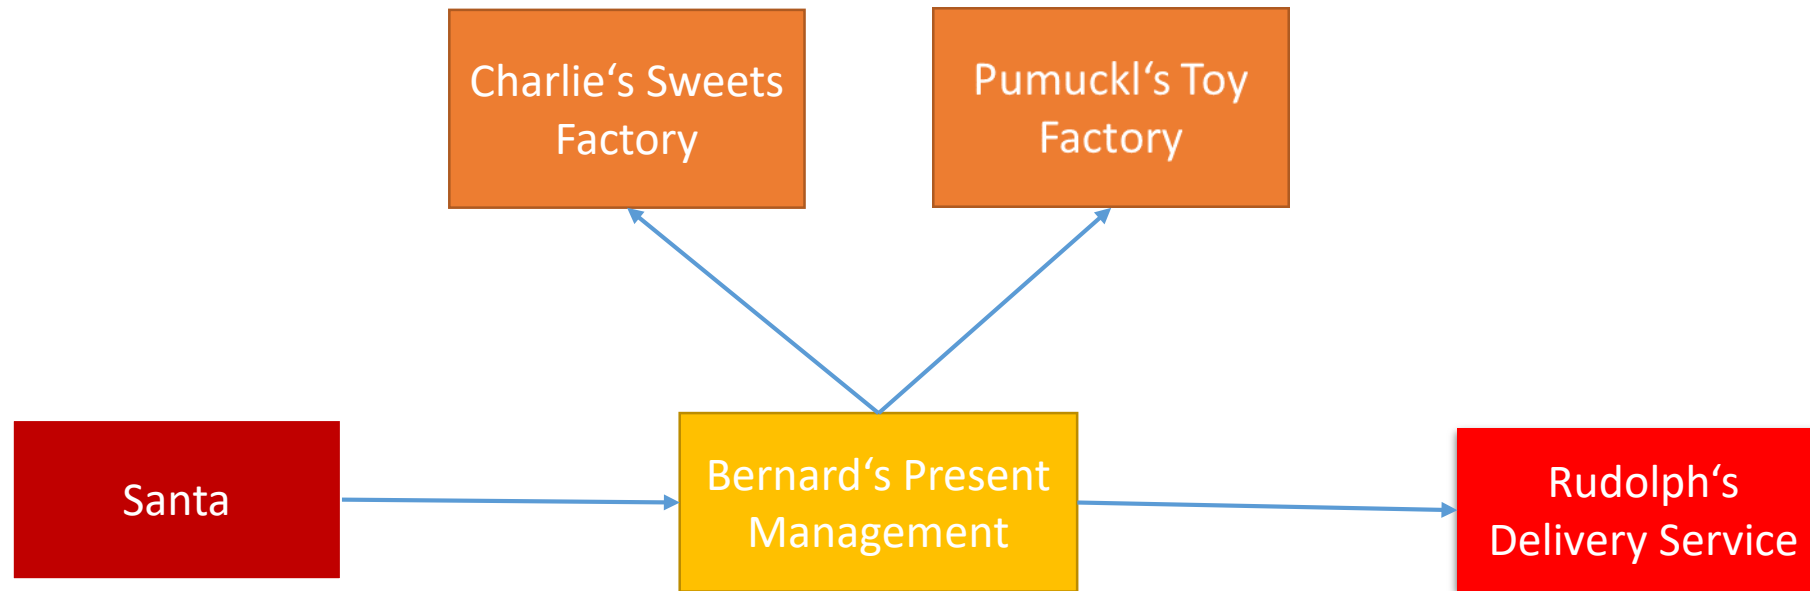 Charlie‘s Sweets
Factory
Pumuckl‘s Toy
Factory
Santa
Bernard‘s Present
Management
Rudolph‘s
Delivery Service